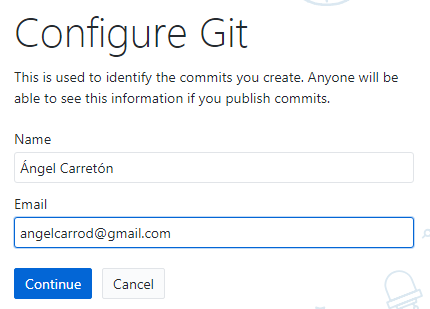 Configure Git
This is used to identify the commits you create. Anyone will be
able to see this information if you publish commits.
Name
Ángel Carretón
Email
angelcarrod@gmail.com
Continue Cancel